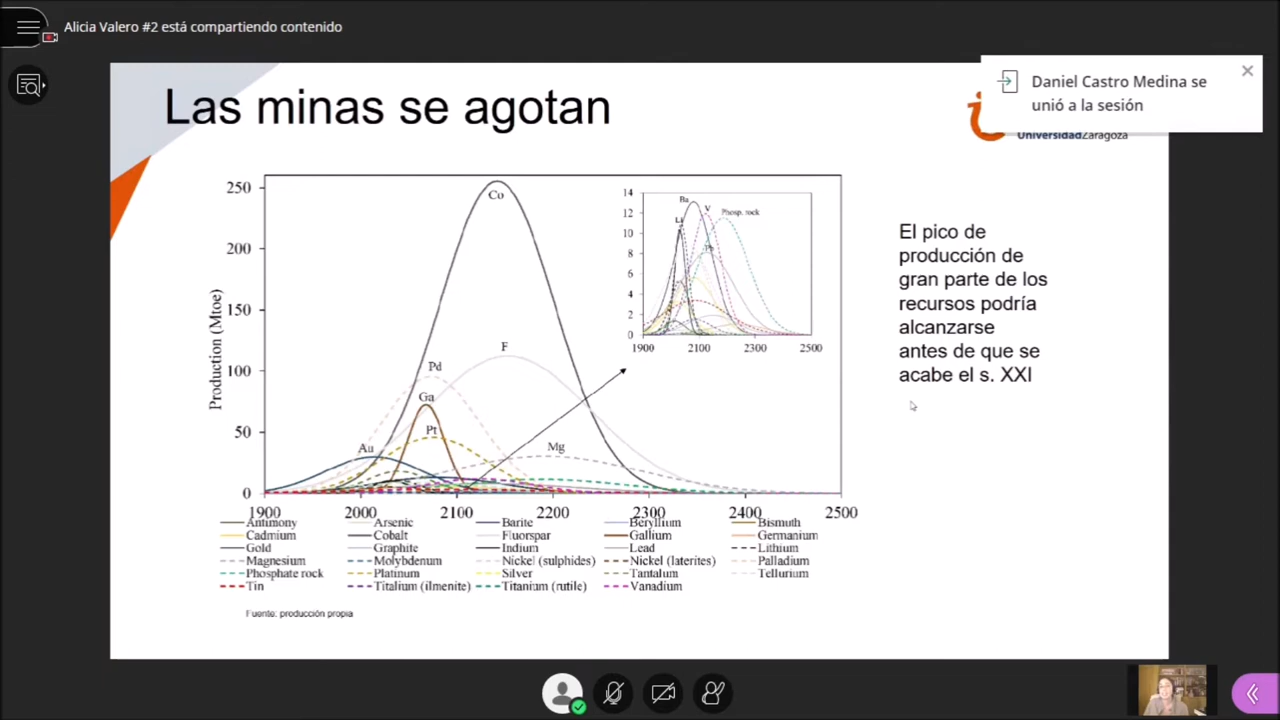 Alicia Valero #2 está compartiendo contenido
Daniel Castro Medina se
unió a la sesión
Las minas se agotan
UniversidadZaragoza
El pico de
producción de
gran parte de los
recursos podría
alcanzarse
antes de que se
acabe el s. XXI
Production (Mtoe)
250
200
150
100
50
0
1900
2000
2100
2200
2300
2400
2500
Co
F
Pd
Ga
Pt
Au
Mg
14
12
10
8
6
4
2
0
1900
2100
2300
2500
Ba
V
Phosp. rock
Li
Pb
Antimony Arsenic Barite Beryllium Bismuth
Cadmium Cobalt Fluorspar Gallium Germanium
Gold Graphite Indium Lead Lithium
Magnesium Molybdenum Nickel (sulphides) Nickel (laterites) Palladium
Phosphate rock Platinum Silver Tantalum Tellurium
Tin Titalium (ilmenite) Titanium (rutile) Vanadium
Fuente: producción propia